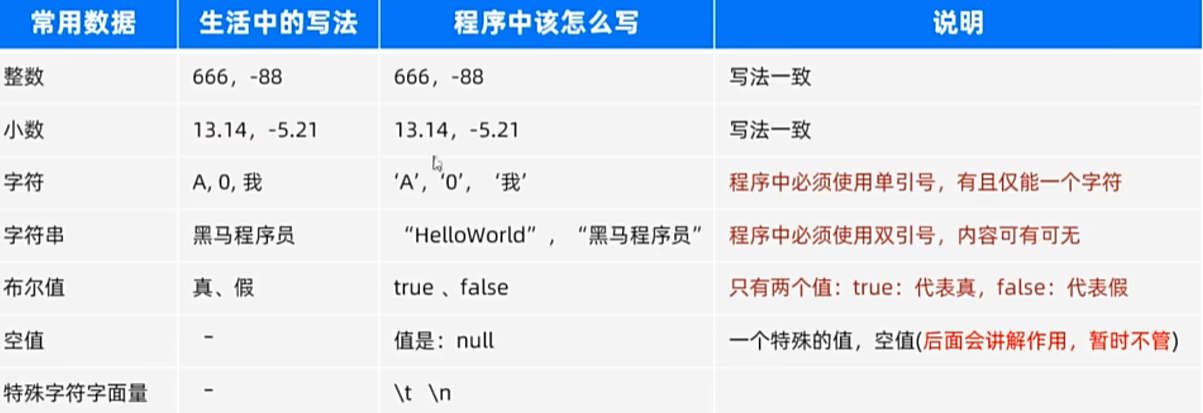 常用数据 生活中的写法 程序中该怎么写 说明
整数 666，-88 666，-88 写法一致
小数 13.14，-5.21 13.14，-5.21 写法一致
字符 A, 0, 我 ‘A’，‘0’， ‘我’ 程序中必须使用单引号，有且仅能一个字符
字符串 黑马程序员 “HelloWorld”，“黑马程序员” 程序中必须使用双引号，内容可有可无
布尔值 真、假 true 、false 只有两个值：true：代表真，false：代表假
空值 - 值是：null 一个特殊的值，空值(后面会讲解作用，暂时不管)
特殊字符字面量 - \t \n